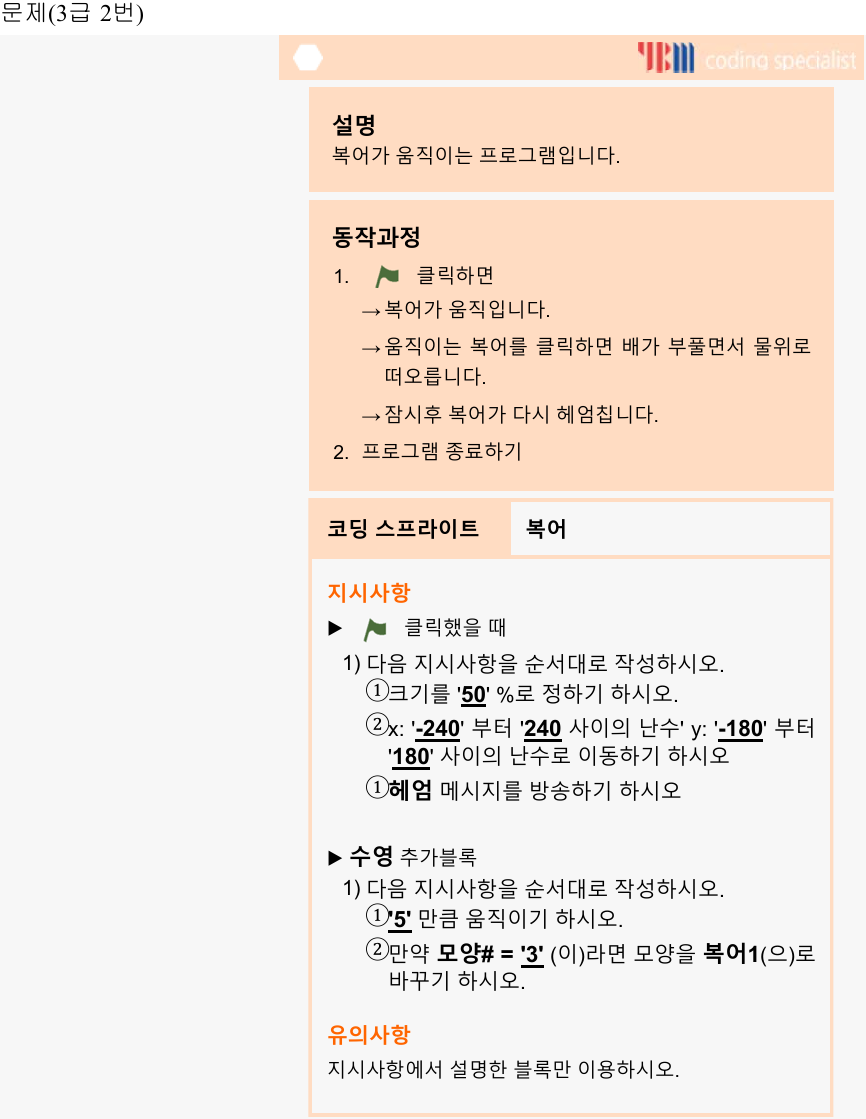 문제(3급 2번)
YBM coding specialist
설명
복어가 움직이는 프로그램입니다.
동작과정
1. 클릭하면
→복어가 움직입니다.
→움직이는 복어를 클릭하면 배가 부풀면서 물위로
떠오릅니다.
→잠시후 복어가 다시 헤엄칩니다.
2. 프로그램 종료하기
코딩 스프라이트 복어
지시사항
▶ 클릭했을 때
1) 다음 지시사항을 순서대로 작성하시오.
①크기를 '50' %로 정하기 하시오.
②x: '-240' 부터 '240 사이의 난수' y: '-180' 부터
'180' 사이의 난수로 이동하기 하시오
①헤엄 메시지를 방송하기 하시오
▶ 수영 추가블록
1) 다음 지시사항을 순서대로 작성하시오.
①'5' 만큼 움직이기 하시오.
②만약 모양# = '3' (이)라면 모양을 복어1(으)로
바꾸기 하시오.
유의사항
지시사항에서 설명한 블록만 이용하시오.